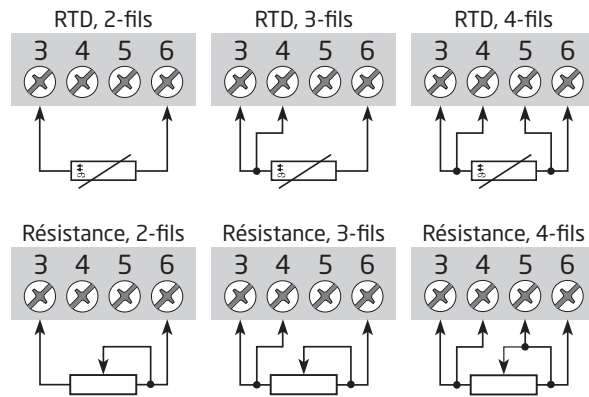 RTD, 2-fils RTD, 3-fils RTD, 4-fils
3 4 5 6 3 4 5 6 3 4 5 6
Résistance, 2-fils Résistance, 3-fils Résistance, 4-fils
3 4 5 6 3 4 5 6 3 4 5 6